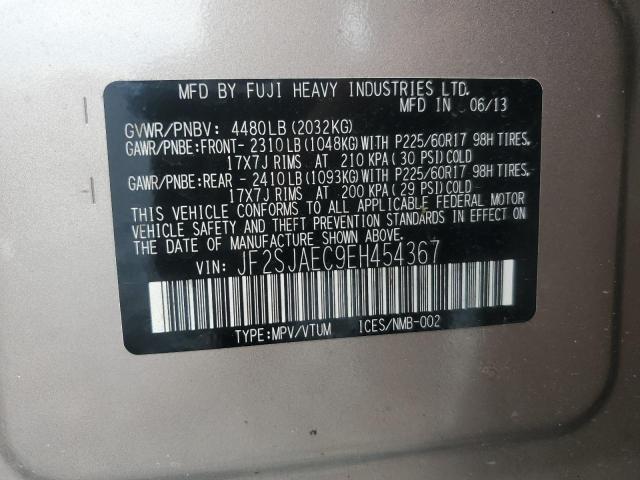 MFD BY FUJI HEAVY INDUSTRIES LTD.
MFD IN 06/13
GVWR/PNBV: 4480LB(2032KG)
GAWR/PNBE:FRONT- 2310LB(1048KG)WITH P225/60R17 98H TIRES,
17X7J RIMS AT 210 KPA(30 PSI)COLD
GAWR/PNBE:REAR - 2410LB(1093KG)WITH P225/60R17 98H TIRES,
17X7J RIMS AT 200 KPA(29 PSI)COLD
THIS VEHICLE CONFORMS TO ALL APPLICABLE FEDERAL MOTOR
VEHICLE SAFETY AND THEFT PREVENTION STANDARDS IN EFFECT ON
THE DATE OF MANUFACTURE SHOWN ABOVE.
VIN: JF2SJAEC9EH454367
TYPE:MPV/VTUM ICES/NMB-002